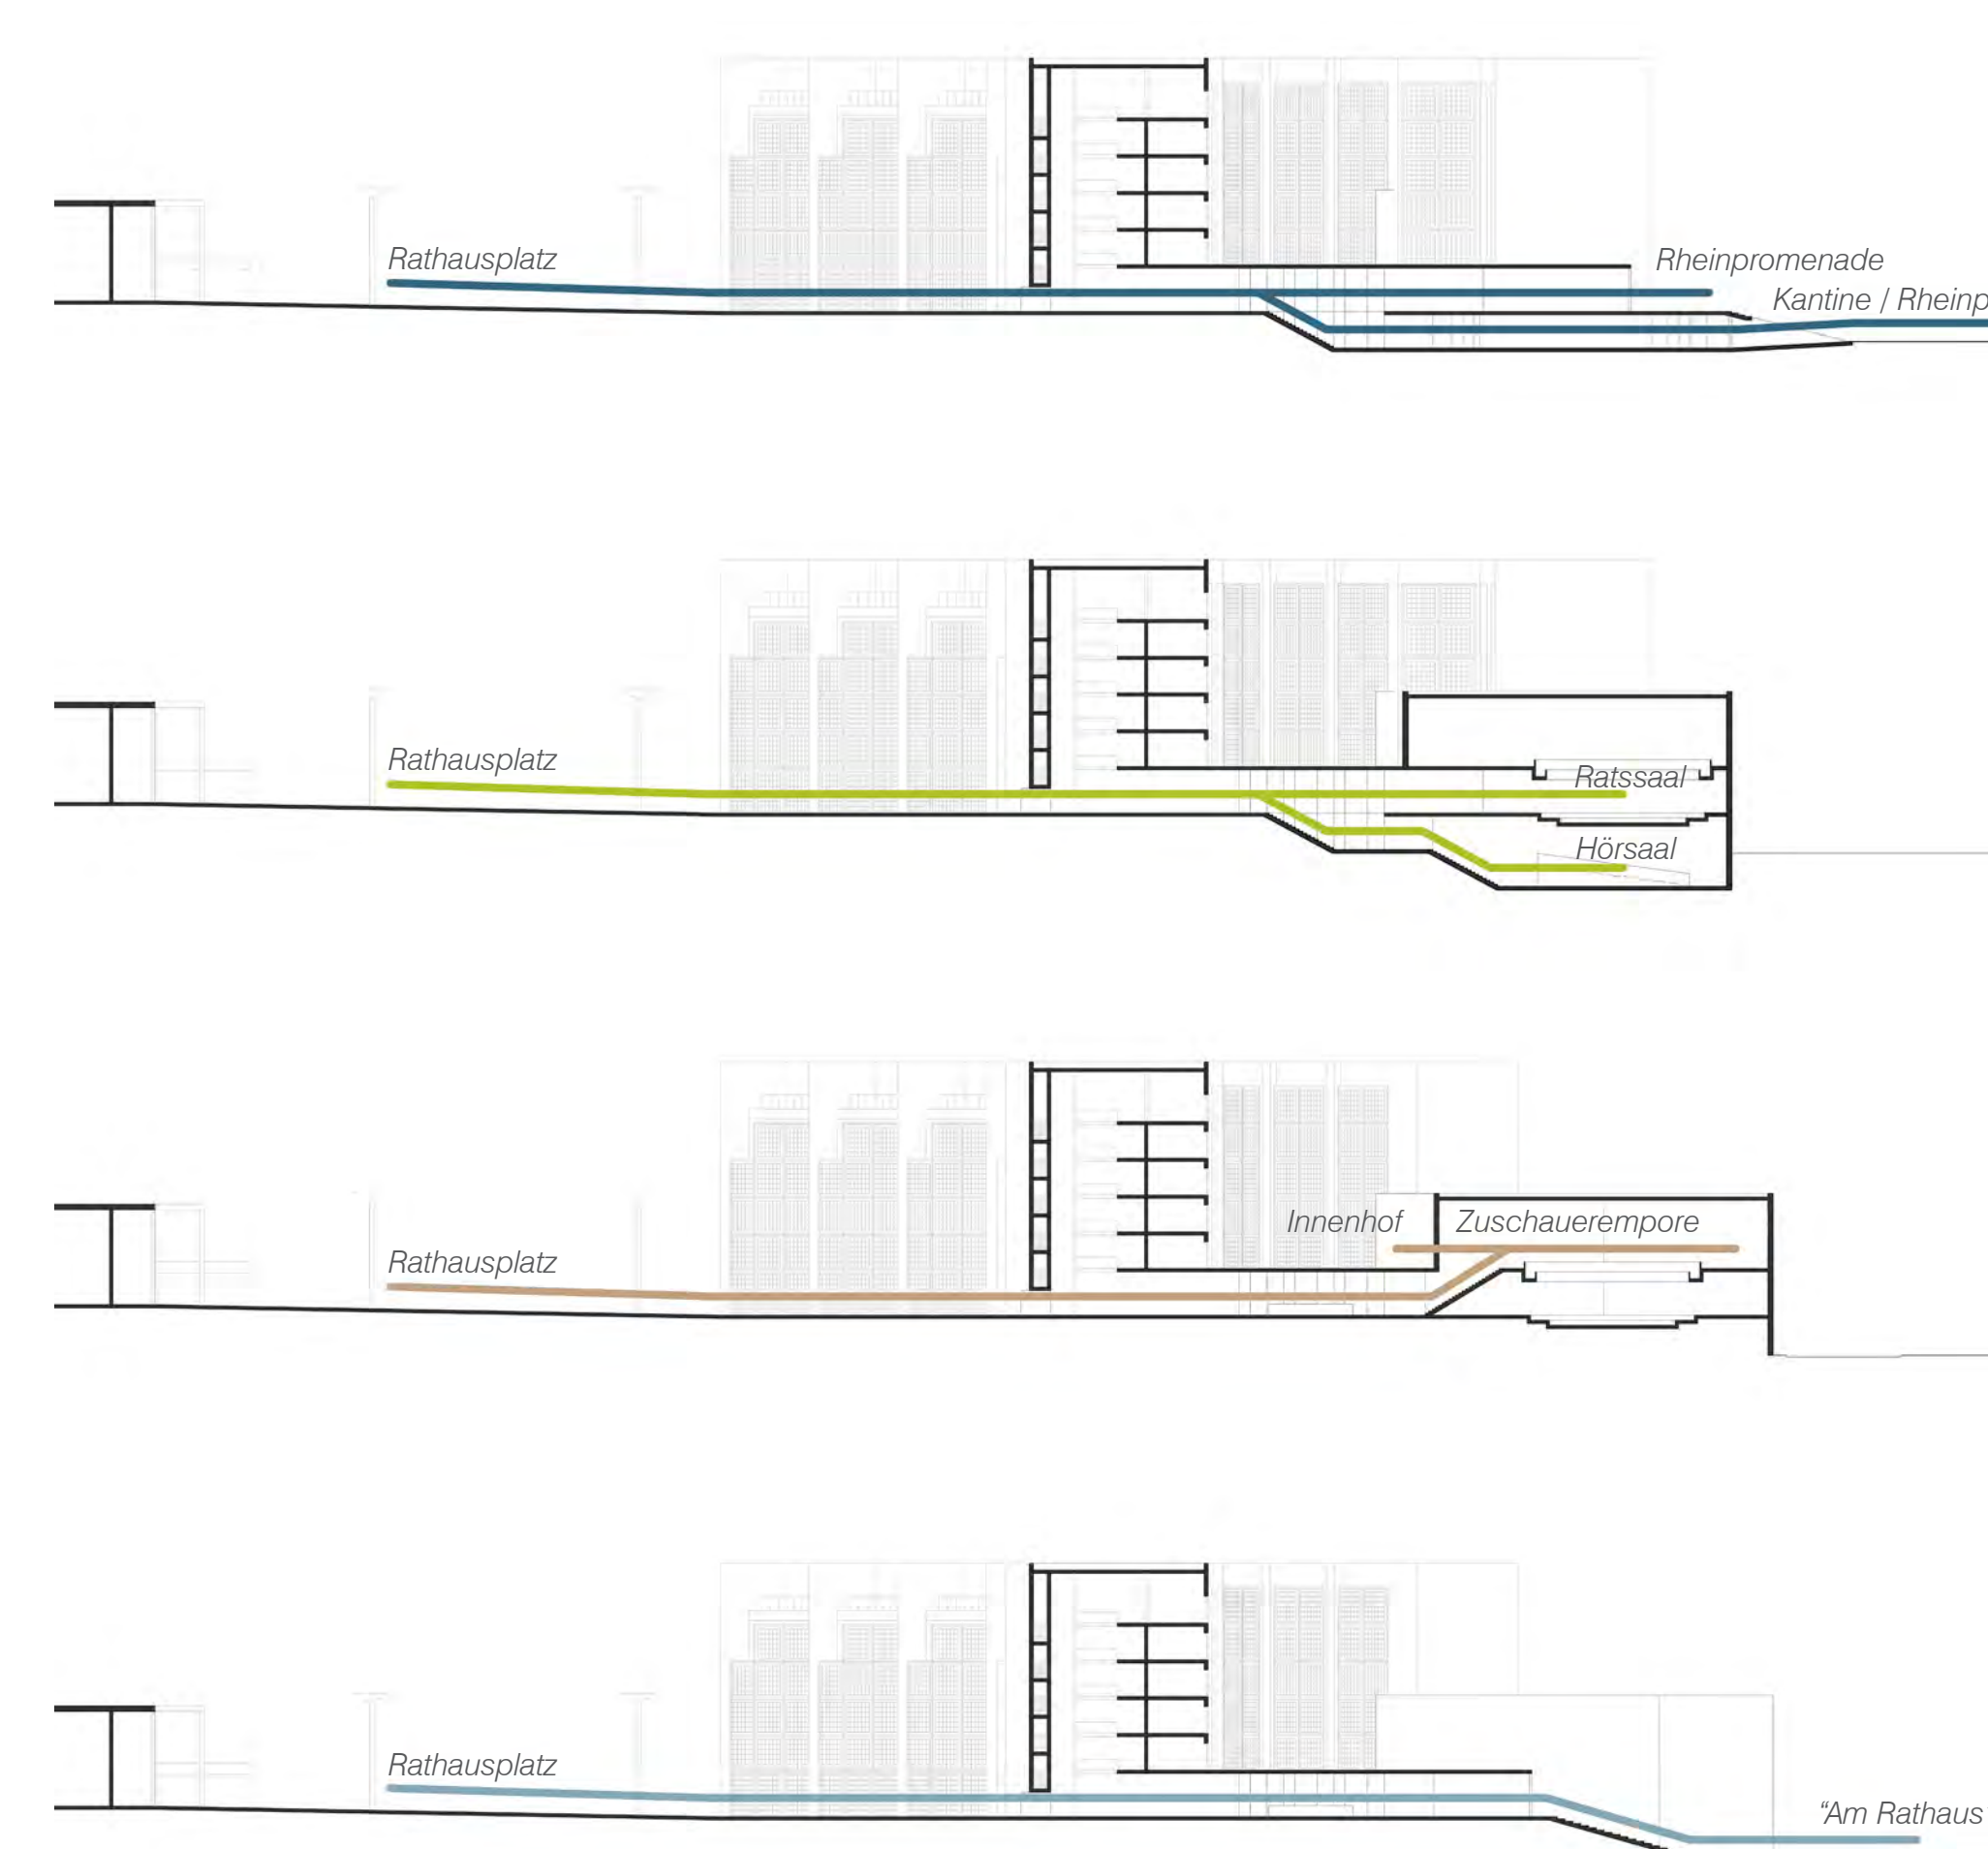 Rathausplatz
Rheinpromenade
Kantine / Rheinp
Rathausplatz
Ratssaal
Hörsaal
Innenhof
Zuschauerempore
Rathausplatz
Rathausplatz
“Am Rathaus